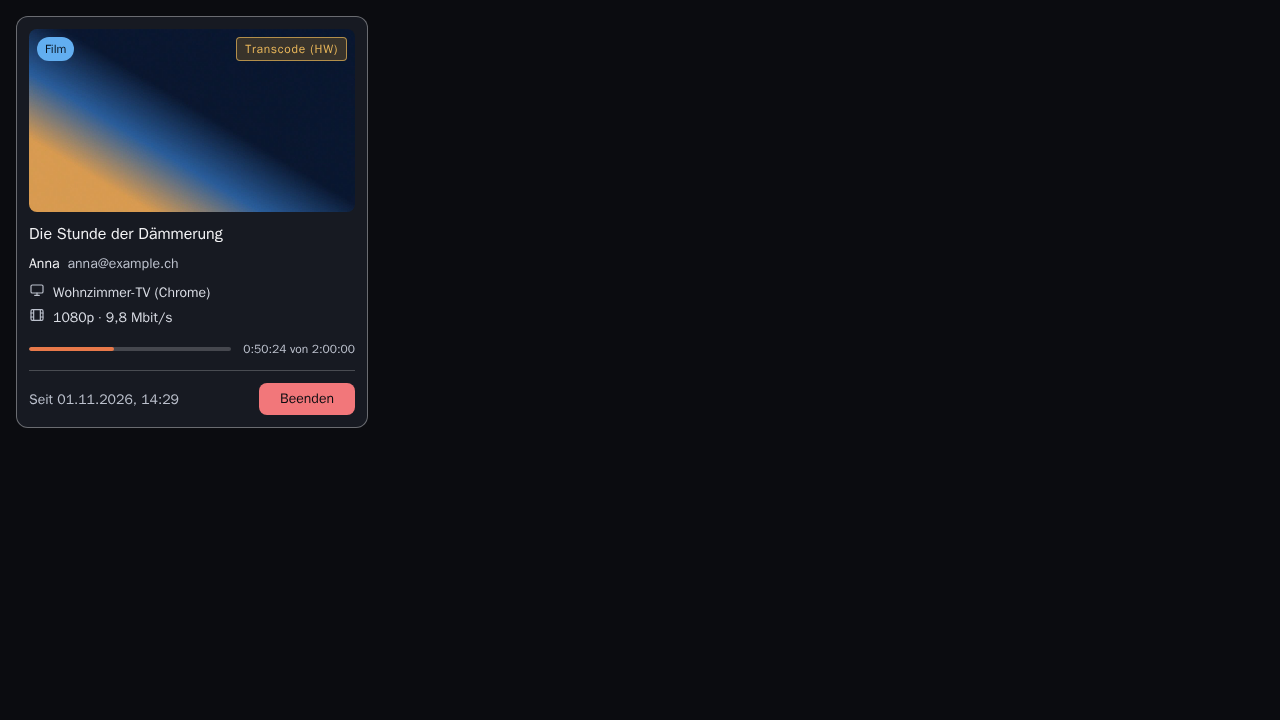 Film
Transcode (HW)
Die Stunde der Dämmerung
Anna anna@example.ch
Wohnzimmer-TV (Chrome)
1080p · 9,8 Mbit/s
0:50:24 von 2:00:00
Seit 01.11.2026, 14:29
Beenden